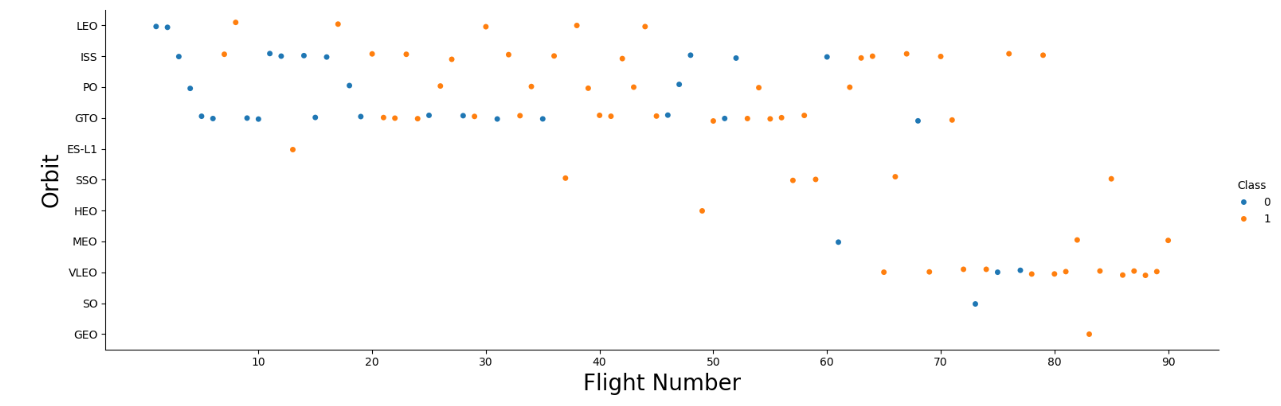 LEO
ISS
PO
GTO
ES-L1
SSO
HEO
MEO
VLEO
SO
GEO
Orbit
10 20 30 40 50 60 70 80 90
Flight Number
Class
0
1